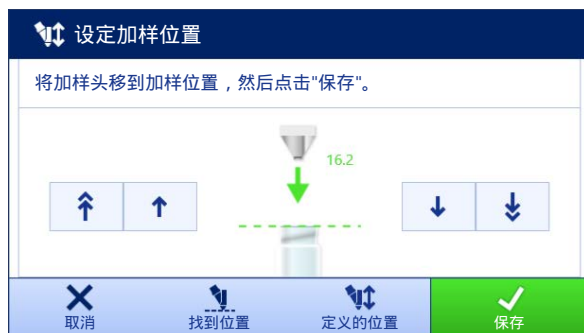 设定加样位置
将加样头移到加样位置，然后点击"保存"。
16.2
取消
找到位置
定义的位置
保存